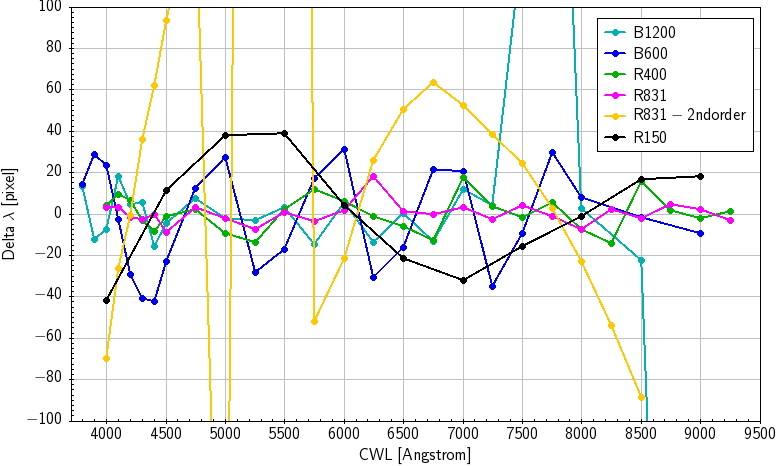 100
80
60
40
20
0
−20
−40
−60
−80
−100
Delta λ [pixel]
B1200
B600
R400
R831
R831 − 2ndorder
R150
4000 4500 5000 5500 6000 6500 7000 7500 8000 8500 9000 9500
CWL [Angstrom]